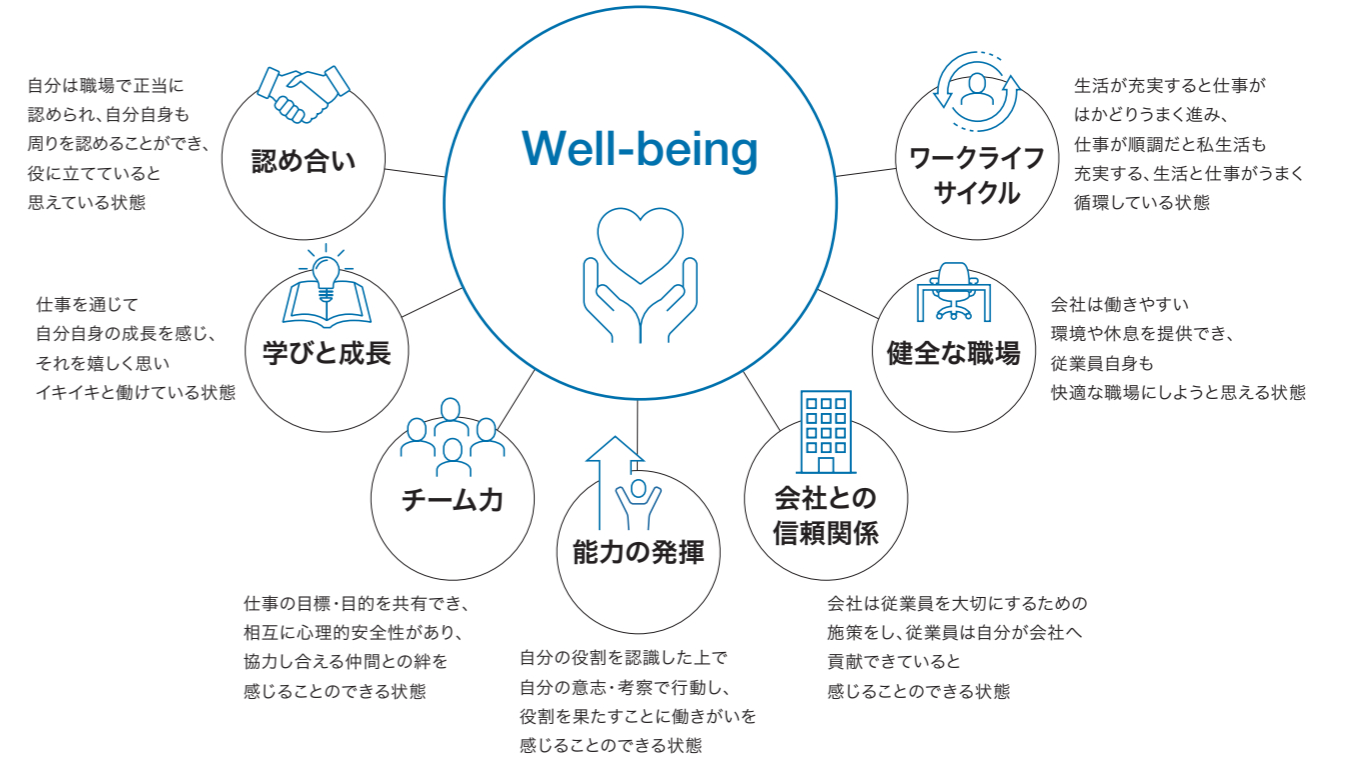 Well-being
自分は職場で正当に
認められ、自分自身も
周りを認めることができ、
役に立てていると
思えている状態
認め合い
仕事を通じて
自分自身の成長を感じ、
それを嬉しく思い
イキイキと働けている状態
学びと成長
チーム力
仕事の目標・目的を共有でき、
相互に心理的安全性があり、
協力し合える仲間との絆を
感じることのできる状態
能力の発揮
自分の役割を認識した上で
自分の意志・考察で行動し、
役割を果たすことに働きがいを
感じることのできる状態
会社との
信頼関係
会社は従業員を大切にするための
施策をし、従業員は自分が会社へ
貢献できていると
感じることのできる状態
健全な職場
会社は働きやすい
環境や休息を提供でき、
従業員自身も
快適な職場にしようと思える状態
ワークライフ
サイクル
生活が充実すると仕事が
はかどりうまく進み、
仕事が順調だと私生活も
充実する、生活と仕事がうまく
循環している状態